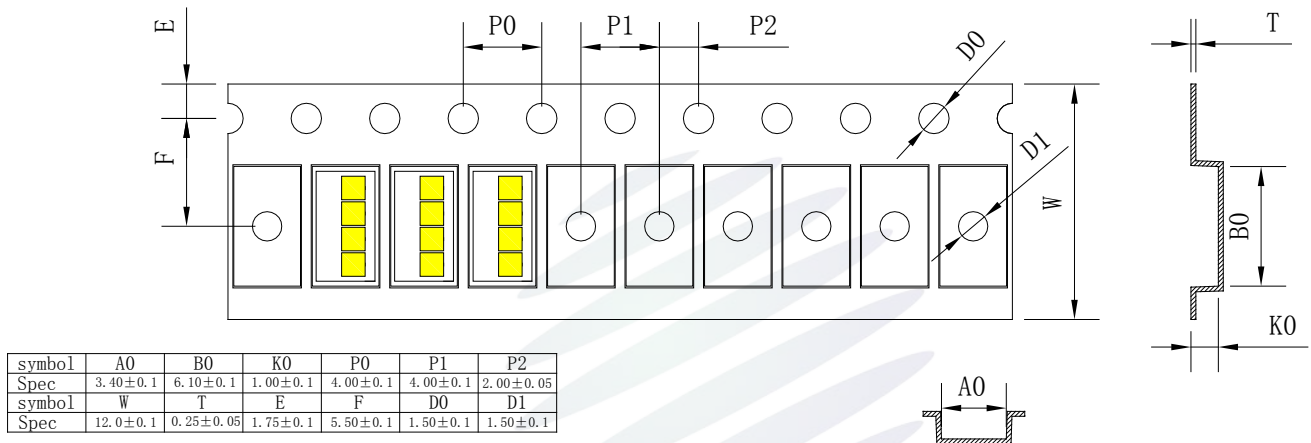 P0 P1 P2 T
E
D0
F
D1
W
B0
K0
A0
symbol A0 B0 K0 P0 P1 P2
Spec 3.40±0.1 6.10±0.1 1.00±0.1 4.00±0.1 4.00±0.1 2.00±0.05
symbol W T E F D0 D1
Spec 12.0±0.1 0.25±0.05 1.75±0.1 5.50±0.1 1.50±0.1 1.50±0.1